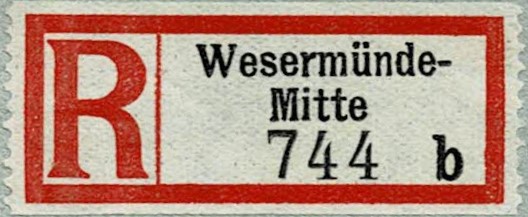 R
Wesermünde-
Mitte
744 b